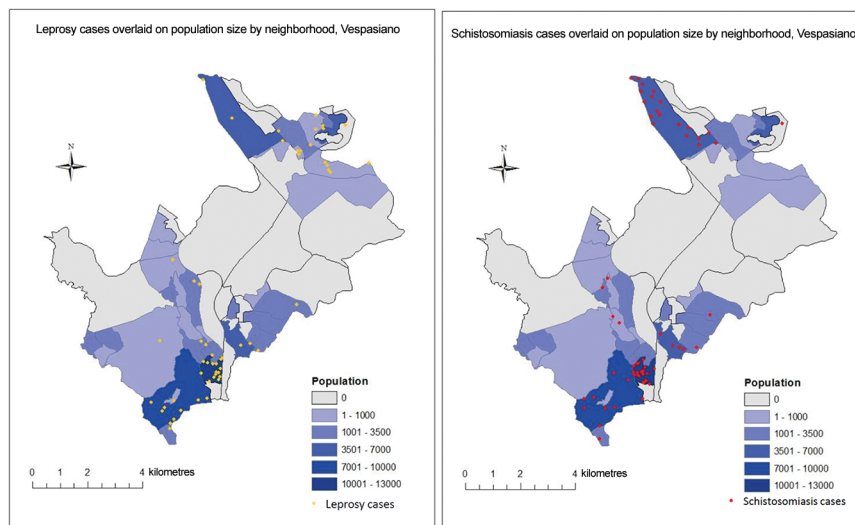 Leprosy cases overlaid on population size by neighborhood, Vespasiano
N
Population
0
1 - 1000
1001 - 3500
3501 - 7000
7001 - 10000
10001 - 13000
Leprosy cases
0 2 4 kilometres
Schistosomiasis cases overlaid on population size by neighborhood, Vespasiano
N
Population
0
1 - 1000
1001 - 3500
3501 - 7000
7001 - 10000
10001 - 13000
Schistosomiasis cases
0 2 4 kilometres